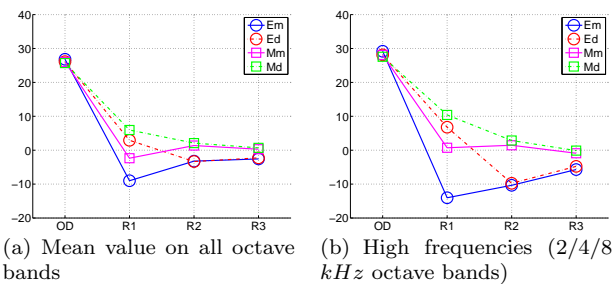 40
30
20
10
0
−10
−20
OD R1 R2 R3
Em
Ed
Mm
Md
(a) Mean value on all octave
bands
40
30
20
10
0
−10
−20
OD R1 R2 R3
Em
Ed
Mm
Md
(b) High frequencies (2/4/8
kHz octave bands)